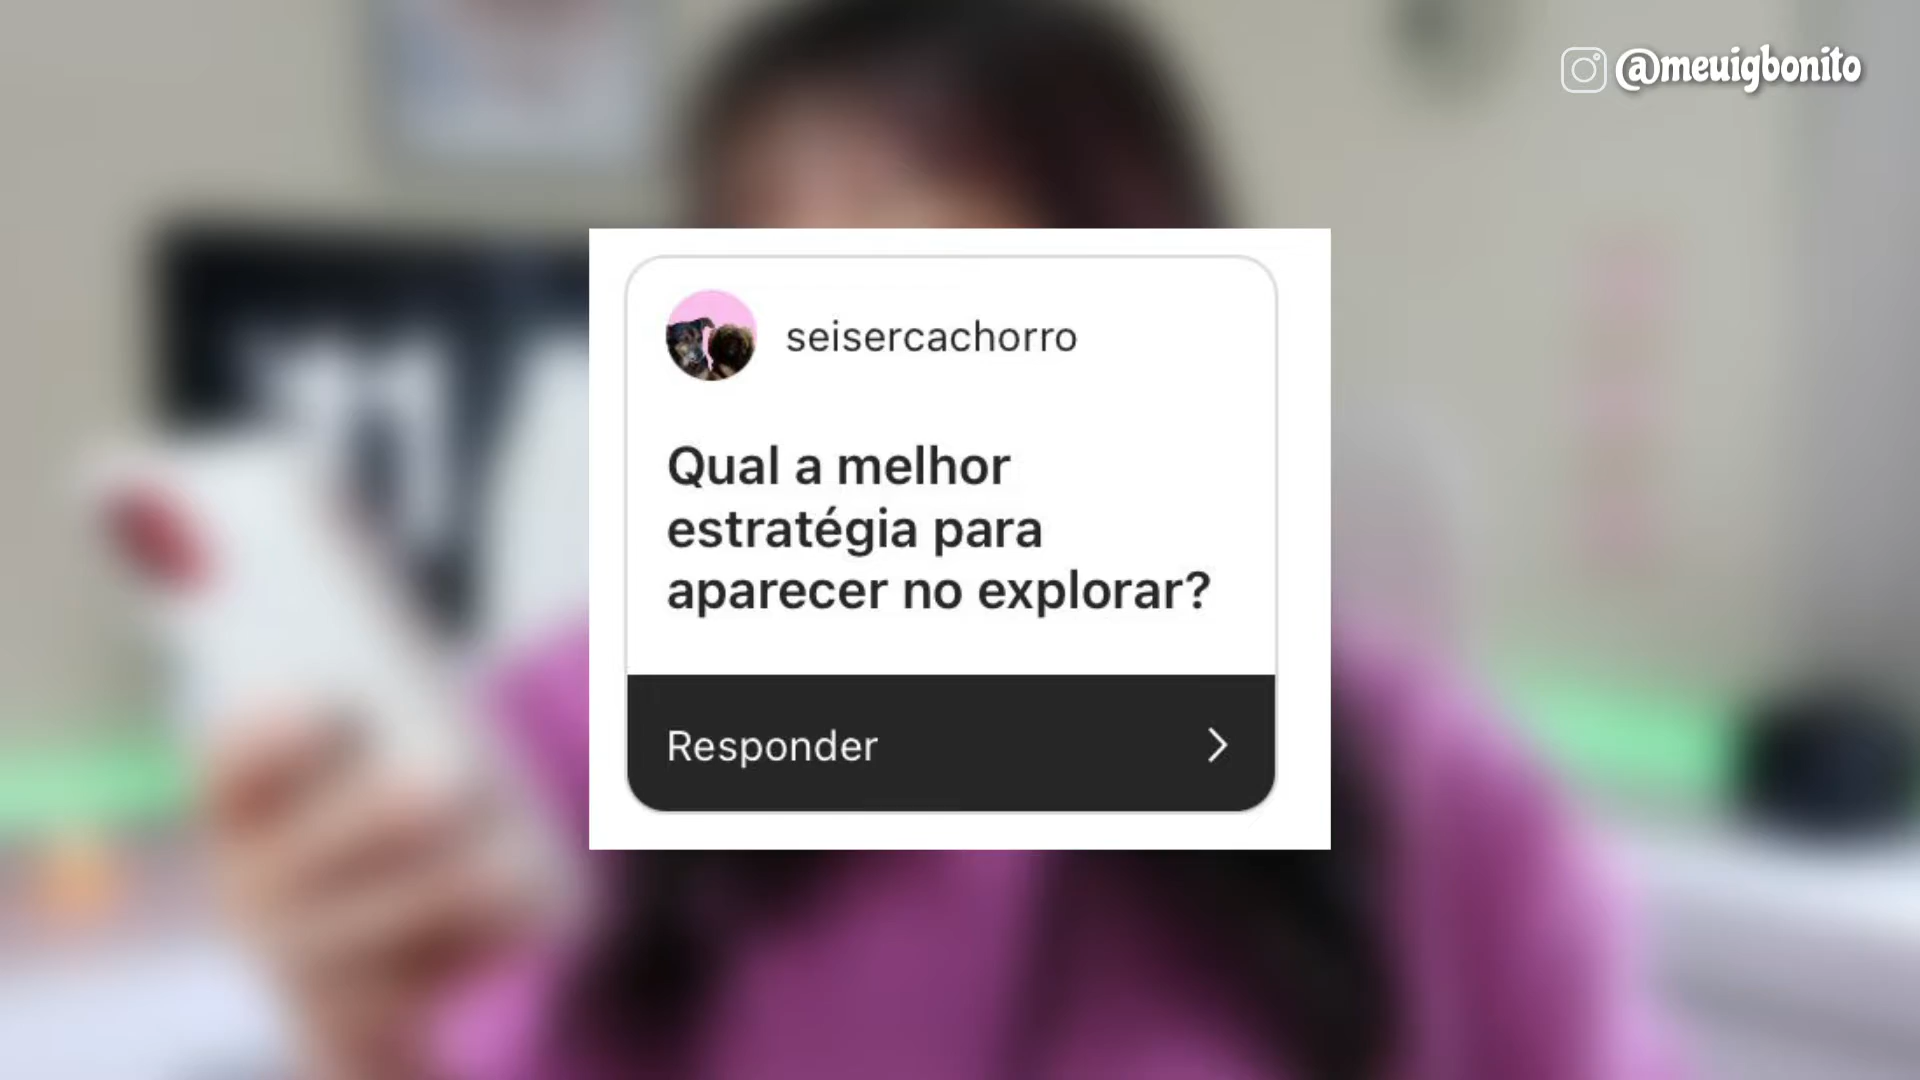 @meuigbonito
seisercachorro
Qual a melhor
estratégia para
aparecer no explorar?
Responder